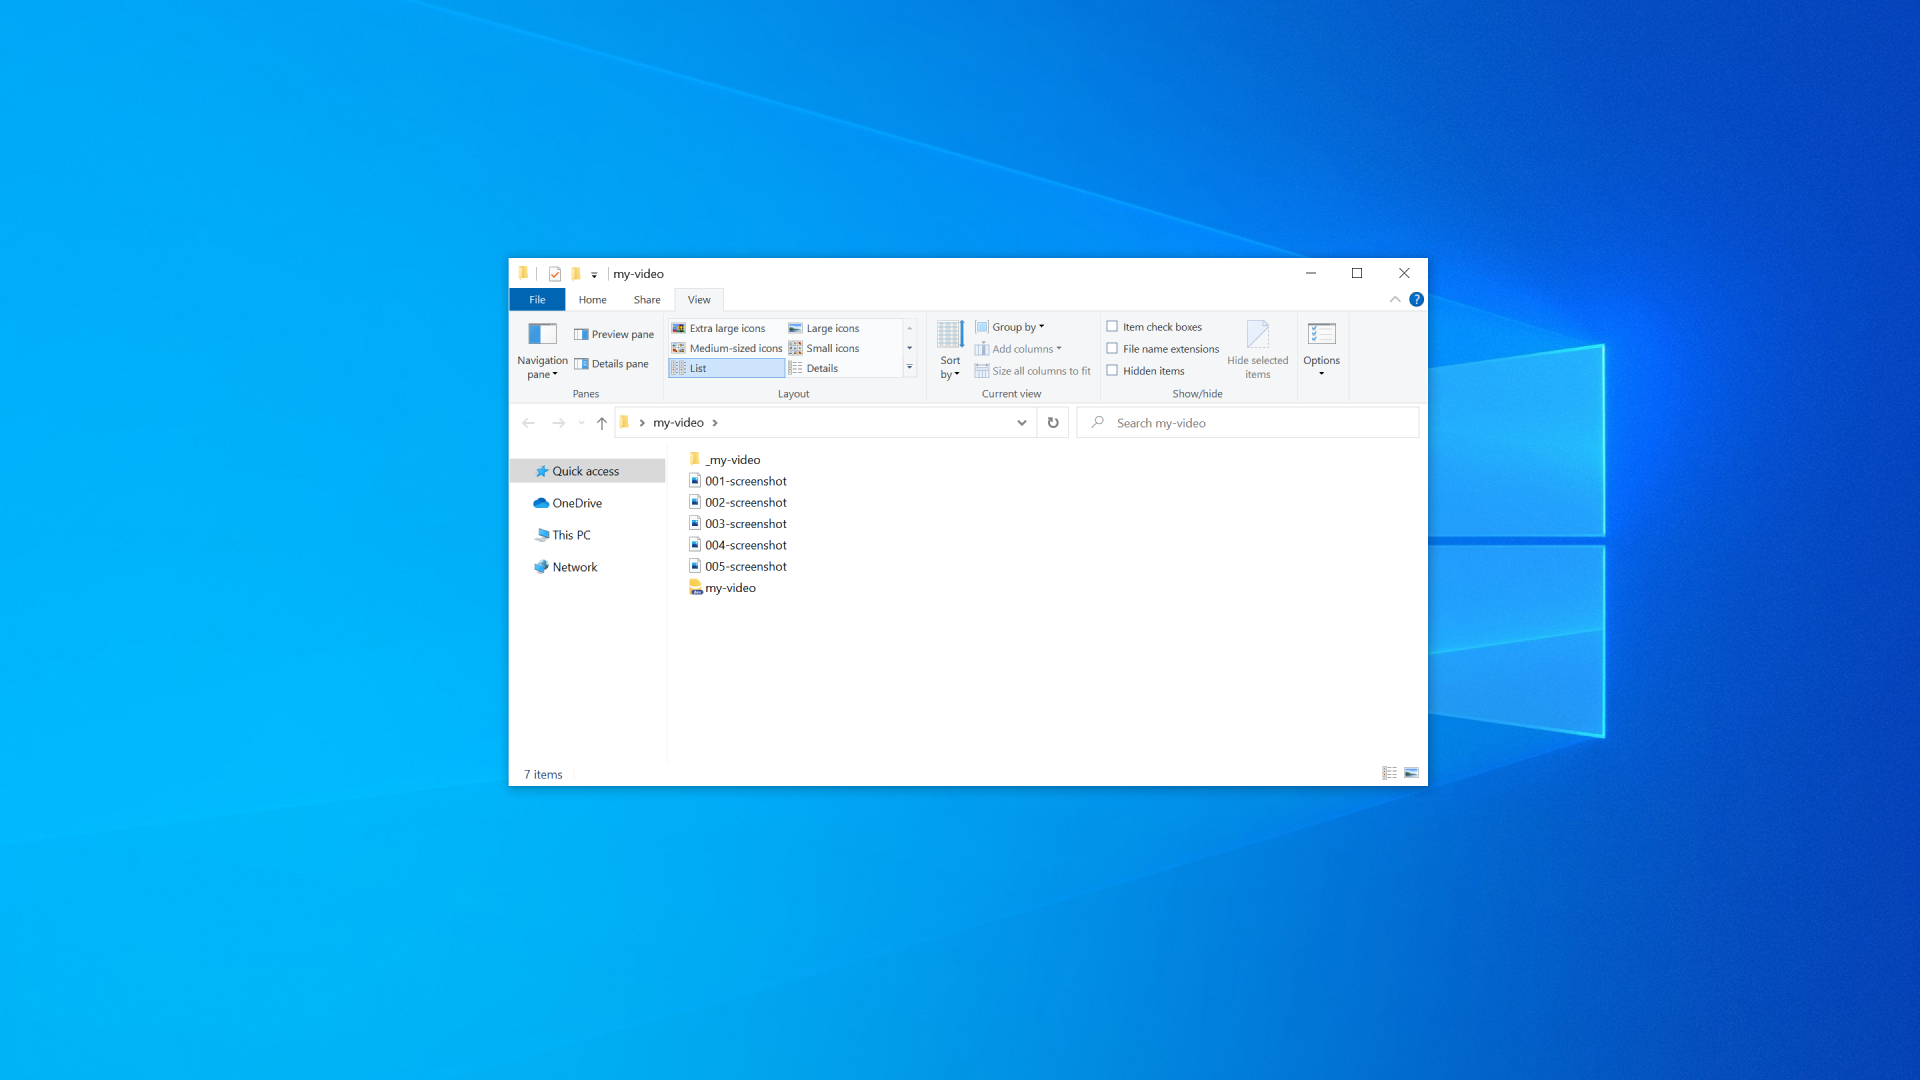 my-video
File Home Share View
?
Navigation pane
Preview pane
Details pane
Panes
Extra large icons Large icons
Medium-sized icons Small icons
List Details
Layout
Sort by
Group by
Add columns
Size all columns to fit
Current view
Item check boxes
File name extensions
Hidden items
Hide selected items
Show/hide
Options
my-video
Search my-video
Quick access
OneDrive
This PC
Network
_my-video
001-screenshot
002-screenshot
003-screenshot
004-screenshot
005-screenshot
my-video
7 items